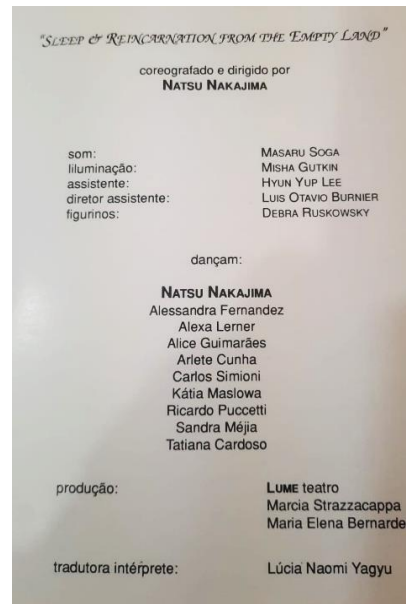 "Sleep & Reincarnation from the Empty Land"
coreografado e dirigido por
NATSU NAKAJIMA
som: MASARU SOGA
liluminação: MISHA GUTKIN
assistente: HYUN YUP LEE
diretor assistente: LUIS OTAVIO BURNIER
figurinos: DEBRA RUSKOWSKY
dançam:
NATSU NAKAJIMA
Alessandra Fernandez
Alexa Lerner
Alice Guimarães
Arlete Cunha
Carlos Simioni
Kátia Maslowa
Ricardo Puccetti
Sandra Méjia
Tatiana Cardoso
produção: LUME teatro
Marcia Strazzacappa
Maria Elena Bernarde
tradutora intérprete: Lúcia Naomi Yagyu